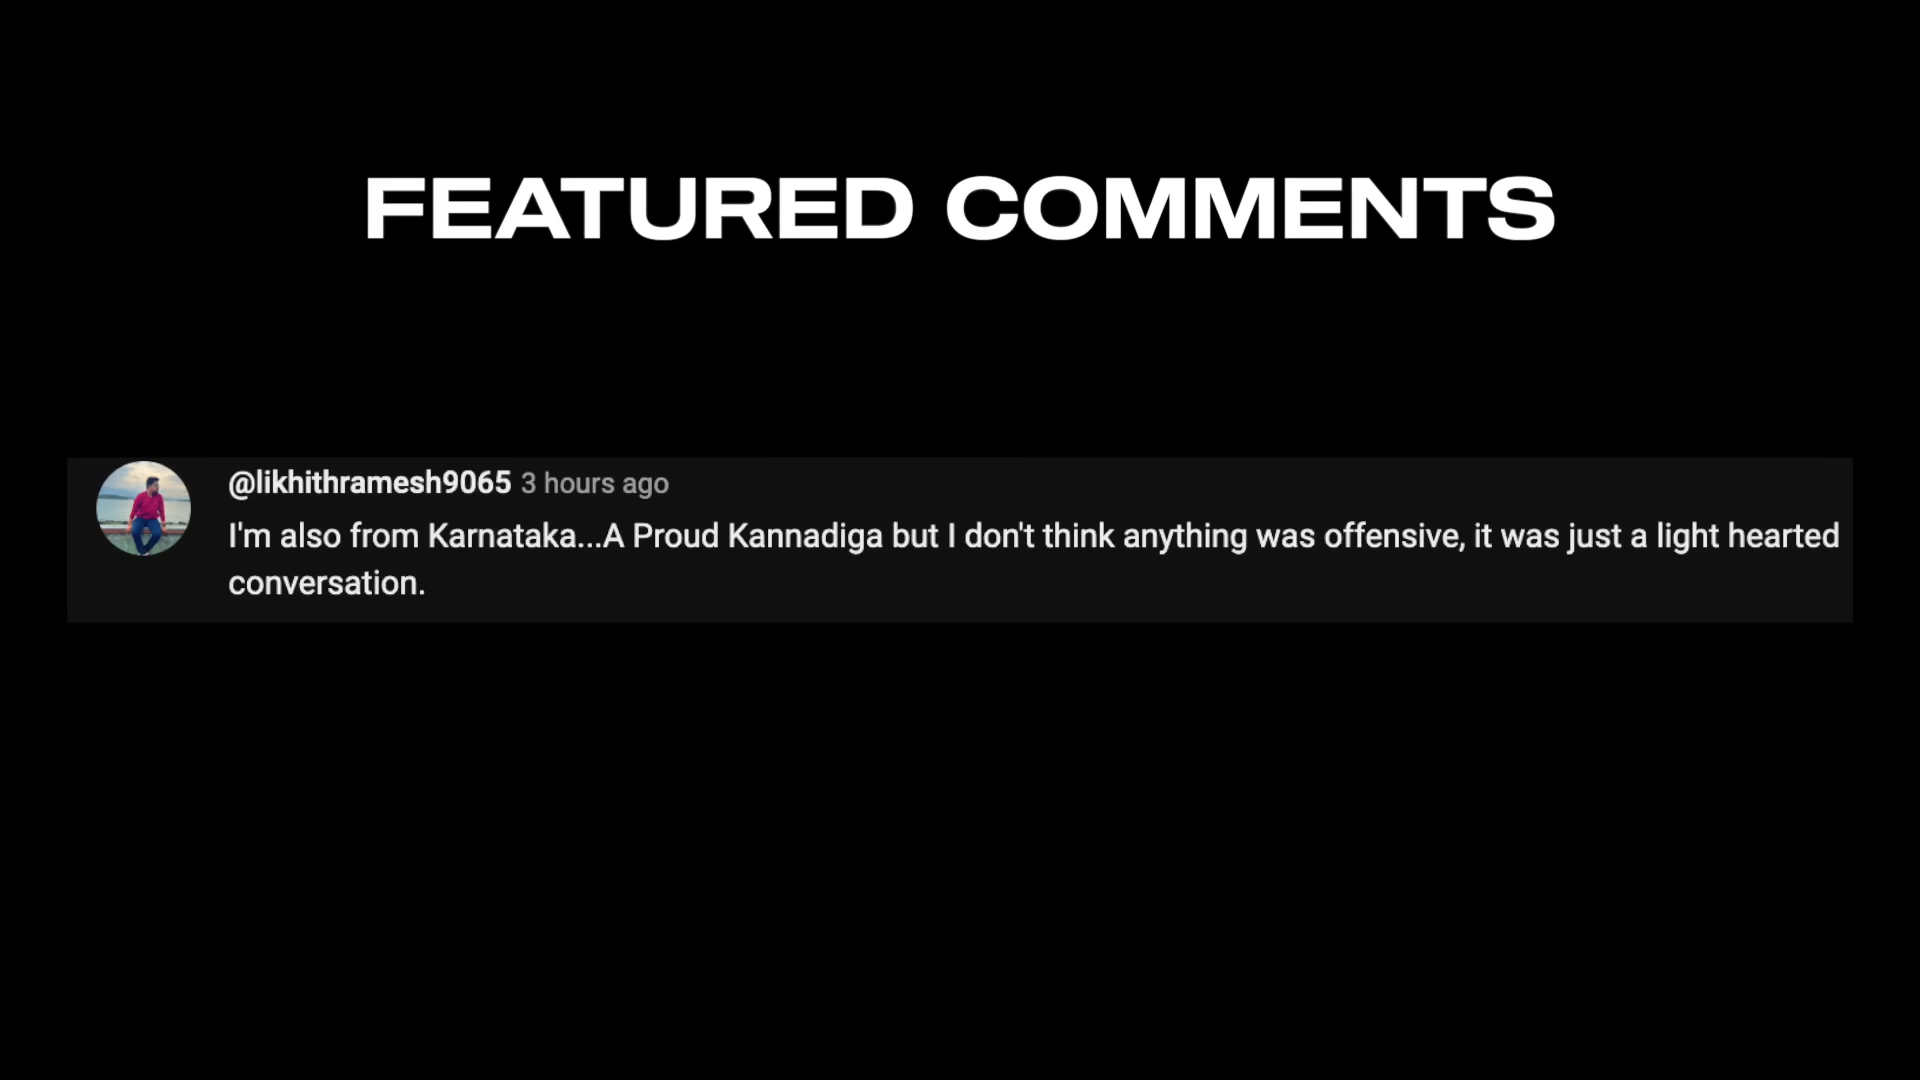 FEATURED COMMENTS
@likhithramesh9065 3 hours ago
I'm also from Karnataka...A Proud Kannadiga but I don't think anything was offensive, it was just a light hearted
conversation.